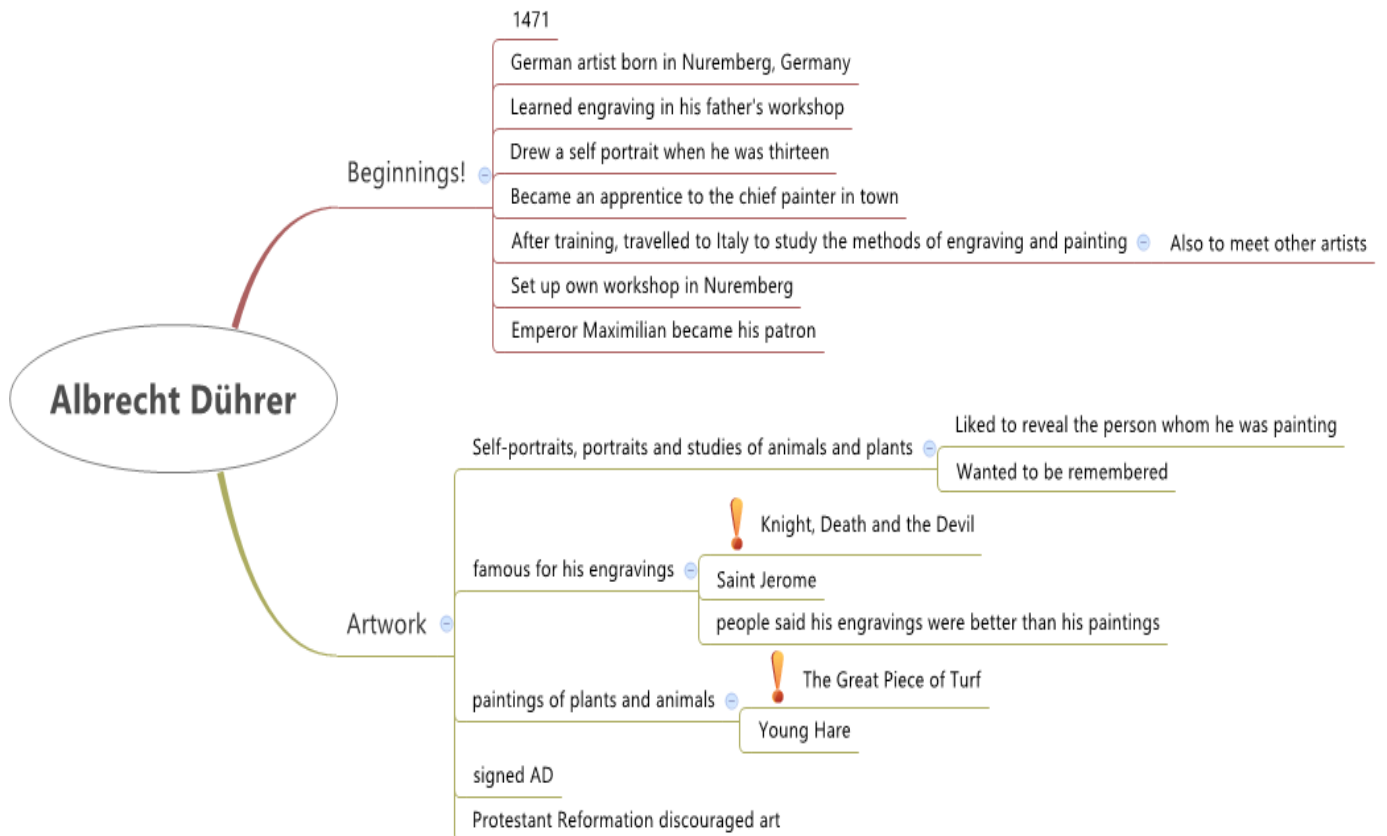 Albrecht Dührer
Beginnings!
1471
German artist born in Nuremberg, Germany
Learned engraving in his father's workshop
Drew a self portrait when he was thirteen
Became an apprentice to the chief painter in town
After training, travelled to Italy to study the methods of engraving and painting
Also to meet other artists
Set up own workshop in Nuremberg
Emperor Maximilian became his patron
Artwork
Self-portraits, portraits and studies of animals and plants
Liked to reveal the person whom he was painting
Wanted to be remembered
famous for his engravings
Knight, Death and the Devil
Saint Jerome
people said his engravings were better than his paintings
paintings of plants and animals
The Great Piece of Turf
Young Hare
signed AD
Protestant Reformation discouraged art